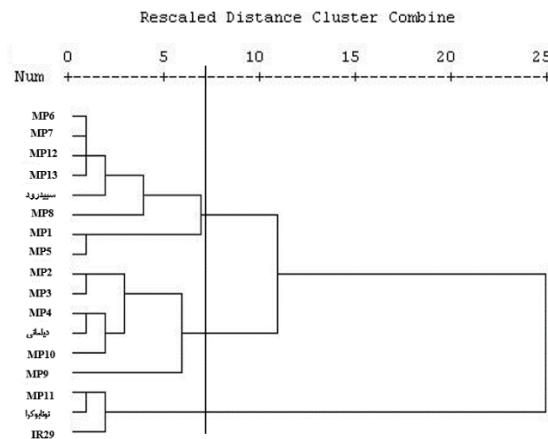 Rescaled Distance Cluster Combine
0 5 10 15 20 25
Num
MP6
MP7
MP12
MP13
سپیدرود
MP8
MP1
MP5
MP2
MP3
MP4
دیلمانی
MP10
MP9
MP11
نونابوکرا
IR29